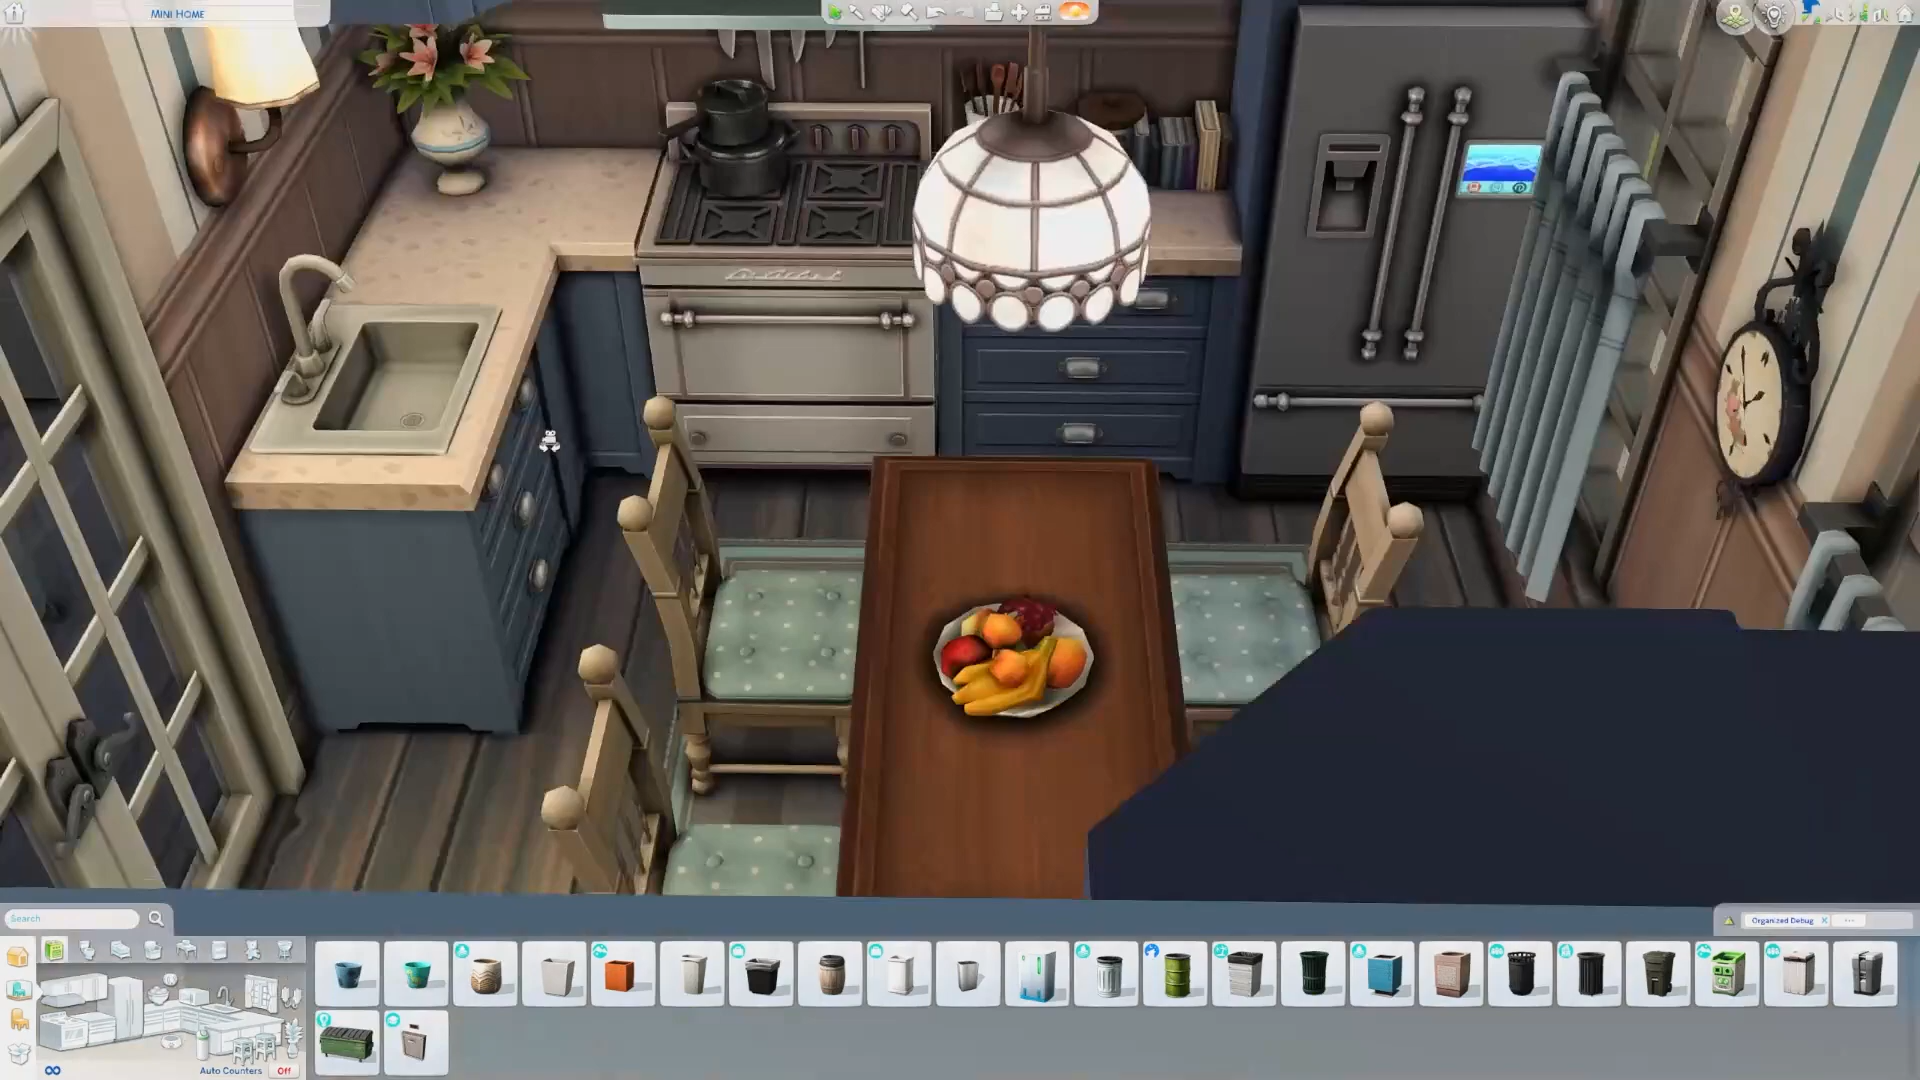 MINI HOME
Search
Organized Debug
Auto Counters
Off